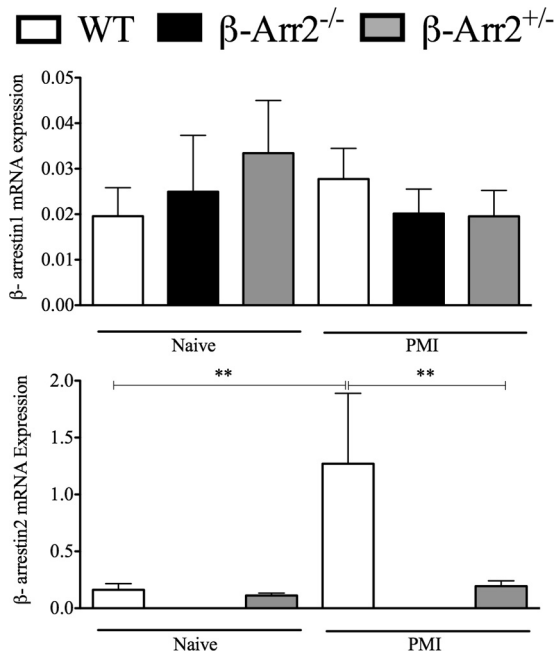 WT β-Arr2-/- β-Arr2+/-
β- arrestin1 mRNA expression
0.05
0.04
0.03
0.02
0.01
0.00
Naive PMI
β- arrestin2 mRNA Expression
2.0
1.5
1.0
0.5
0.0
** **
Naive PMI